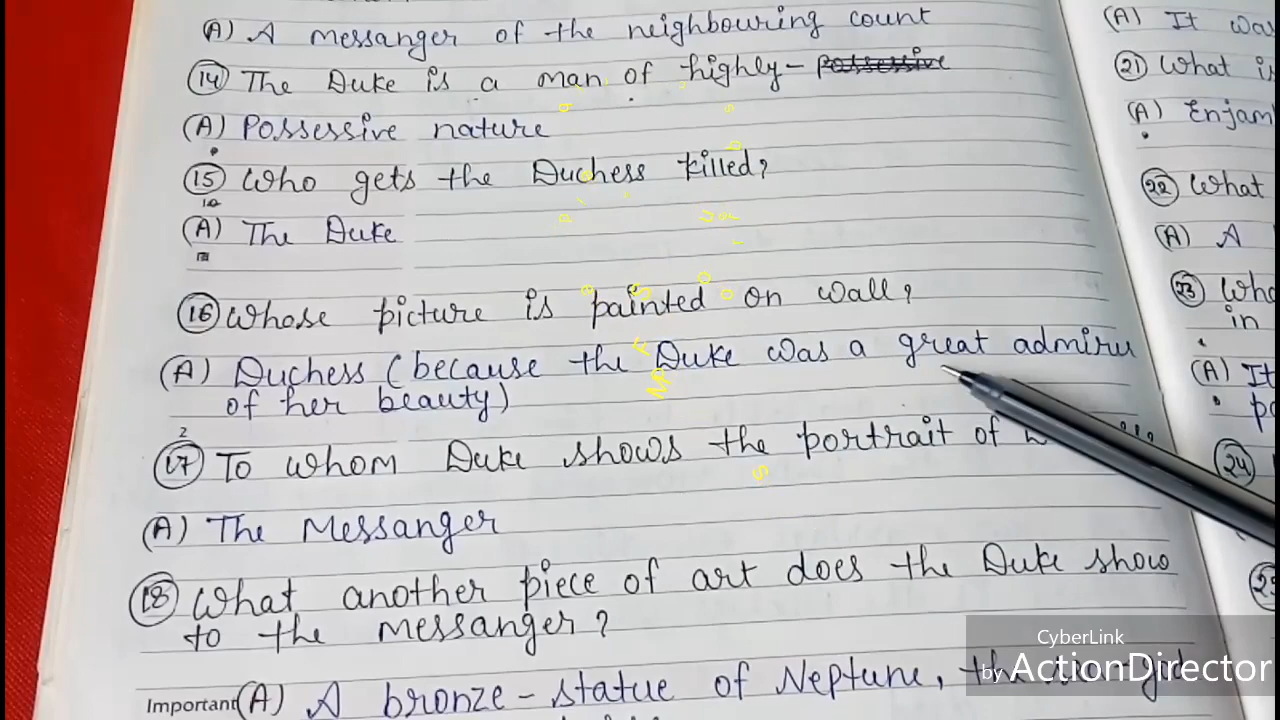 (A) A messanger of the neighbouring count
(14) The Duke is a man of highly-
(A) Possessive nature
(15) Who gets the Duchess killed?
(A) The Duke
(16) Whose picture is painted on wall?
(A) Duchess (because the Duke was a great admirer
of her beauty)
(17) To whom Duke shows the portrait of
(A) The Messanger
(18) What another piece of art does the Duke show
to the messanger?
Important (A) A bronze-statue of Neptune, the
(A) It was
(21) What is
(A) Enjam
(22) What
(A) A
(23)
in
(A) It
(24)
CyberLink
by ActionDirector